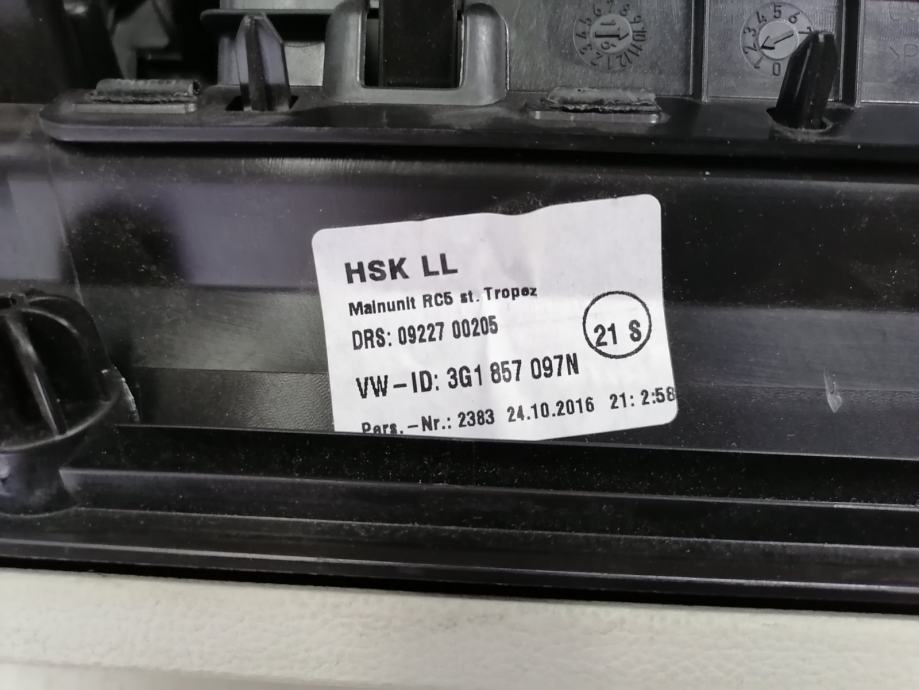 HSK LL
Mainunit RC5 st. Tropez
DRS: 09227 00205
21 S
VW-ID: 3G1 857 097N
Pers.-Nr.: 2383 24.10.2016 21: 2:58